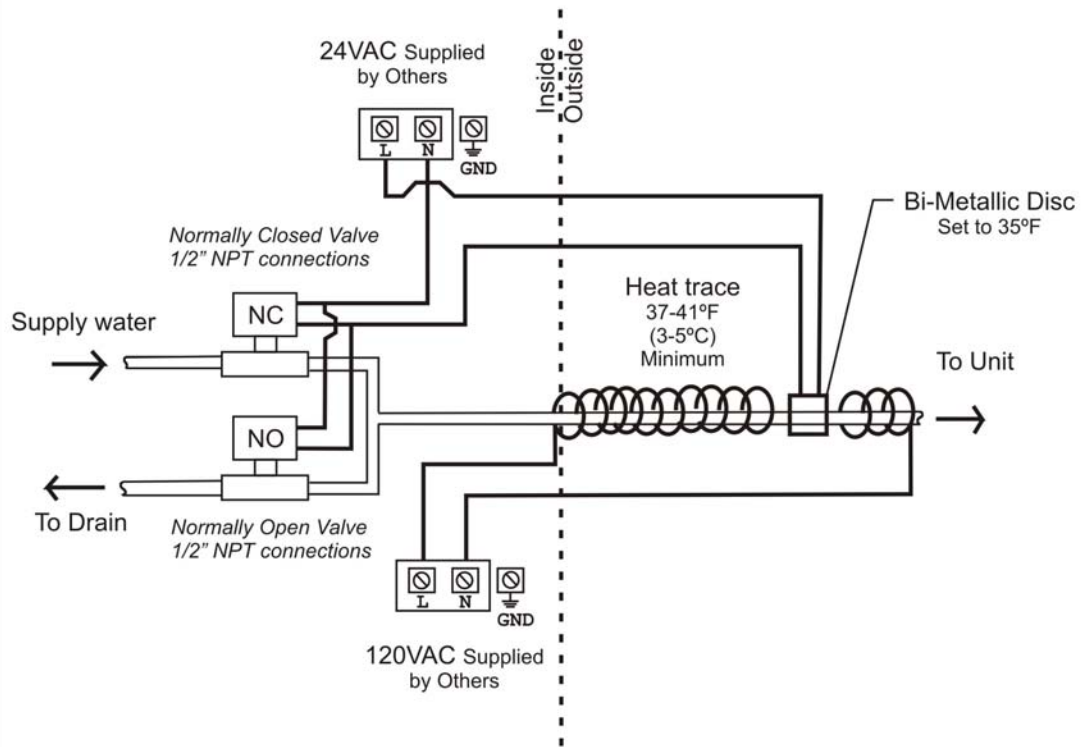 24VAC Supplied
by Others
Inside
Outside
L
N
GND
Bi-Metallic Disc
Set to 35ºF
Normally Closed Valve
1/2” NPT connections
NC
Supply water
Heat trace
37-41ºF
(3-5ºC)
Minimum
To Unit
NO
To Drain
Normally Open Valve
1/2” NPT connections
L
N
GND
120VAC Supplied
by Others